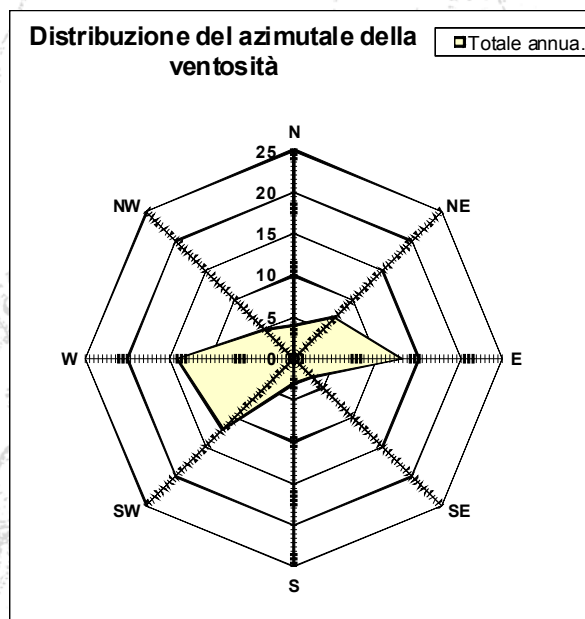 Distribuzione del azimutale della
ventosità
Totale annua.
N
25
NW
20
NE
15
10
5
W
0
E
SW
SE
S